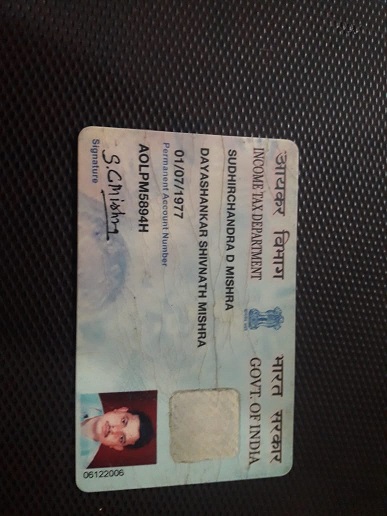 आयकर विभाग
INCOME TAX DEPARTMENT
भारत सरकार
GOVT. OF INDIA
SUDHIRCHANDRA D MISHRA
DAYASHANKAR SHIVNATH MISHRA
01/07/1977
Permanent Account Number
AOLPM5894H
S.C.Mishra
Signature
06122006